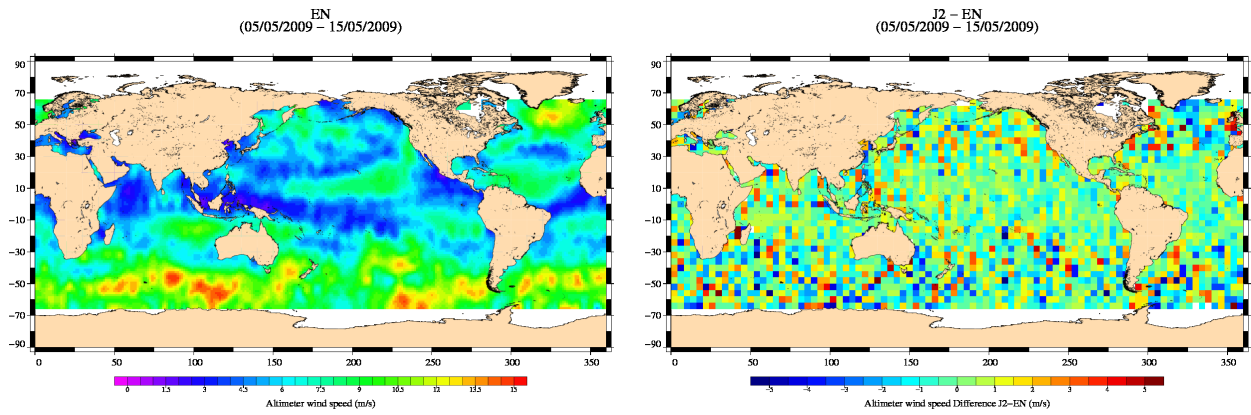 EN
(05/05/2009 − 15/05/2009)
90
70
50
30
10
−10
−30
−50
−70
−90
0 50 100 150 200 250 300 350
0 1.5 3 4.5 6 7.5 9 10.5 12 13.5 15
Altimeter wind speed (m/s)
J2 − EN
(05/05/2009 − 15/05/2009)
90
70
50
30
10
−10
−30
−50
−70
−90
0 50 100 150 200 250 300 350
−5 −4 −3 −2 −1 0 1 2 3 4 5
Altimeter wind speed Difference J2−EN (m/s)